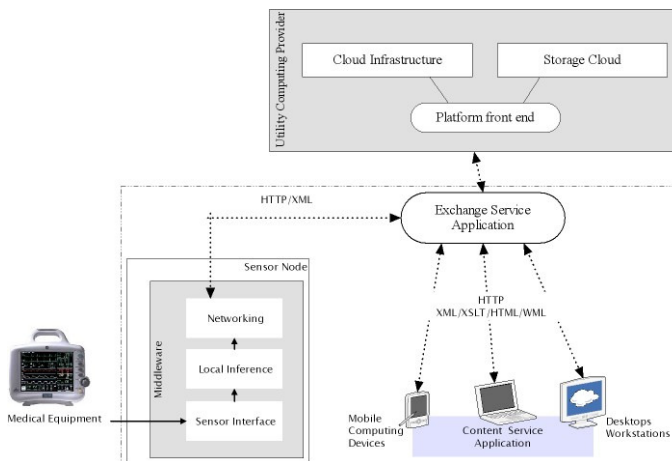 Utility Computing Provider
Cloud Infrastructure
Storage Cloud
Platform front end
HTTP/XML
Exchange Service
Application
Sensor Node
Middleware
Networking
Local Inference
Sensor Interface
Medical Equipment
HTTP
XML/XSLT/HTML/WML
Mobile
Computing
Devices
Content Service
Application
Desktops
Workstations